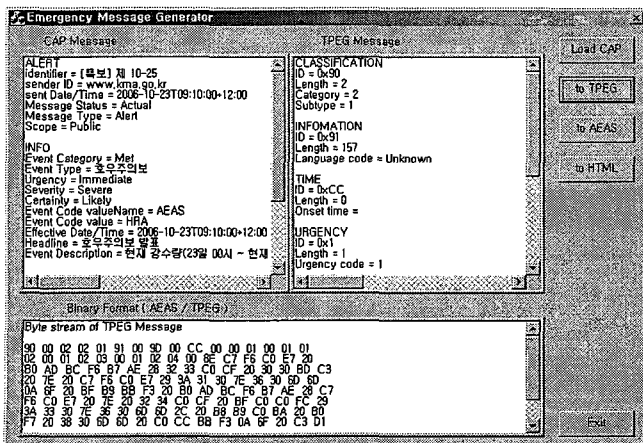 Emergency Message Generator
CAP Message
ALERT
identifier = [특보] 제 10-25
sender ID = www.kma.go.kr
sent Date/Time = 2006-10-23T09:10:00+12:00
Message Status = Actual
Message Type = Alert
Scope = Public
INFO
Event Category = Met
Event Type = 호우주의보
Urgency = Immediate
Severity = Severe
Certainly = Likely
Event Code valueName = AEAS
Event Code value = HRA
Effective Date/Time = 2006-10-23T09:10:00+12:00
Headline = 호우주의보 발표
Event Description = 현재 강수량(23일 00시 ~ 현재
TPEG Message
CLASSIFICATION
ID = 0x90
Length = 2
Category = 2
Subtype = 1
INFOMATION
ID = 0x91
Length = 157
Language code = Unknown
TIME
ID = 0xCC
Length = 0
Onset time =
URGENCY
ID = 0x1
Length = 1
Urgency code = 1
Load CAP
to TPEG
to AEAS
to HTML
Binary Format ( AEAS / TPEG )
Byte stream of TPEG Message
90 00 02 02 01 91 00 9D 00 CC 00 00 01 00 01 01
02 00 01 02 03 00 01 02 04 00 8E C7 F6 C0 E7 20
B0 AD BC F6 B7 AE 28 32 33 C0 CF 20 30 30 BD C3
20 7E 20 C7 F6 C0 E7 29 3A 31 30 7E 36 30 6D 6D
0A 6F 20 BF B9 BB F3 20 B0 AD BC F6 B7 AE 28 C7
F6 C0 E7 20 7E 20 32 34 C0 CF 20 BF C0 C0 FC 29
3A 33 30 7E 36 30 6D 6D 2C 20 B8 B9 C0 BA 20 B0
F7 20 38 30 6D 6D 20 C0 CC BB F3 0A 6F 20 C3 D1
Exit